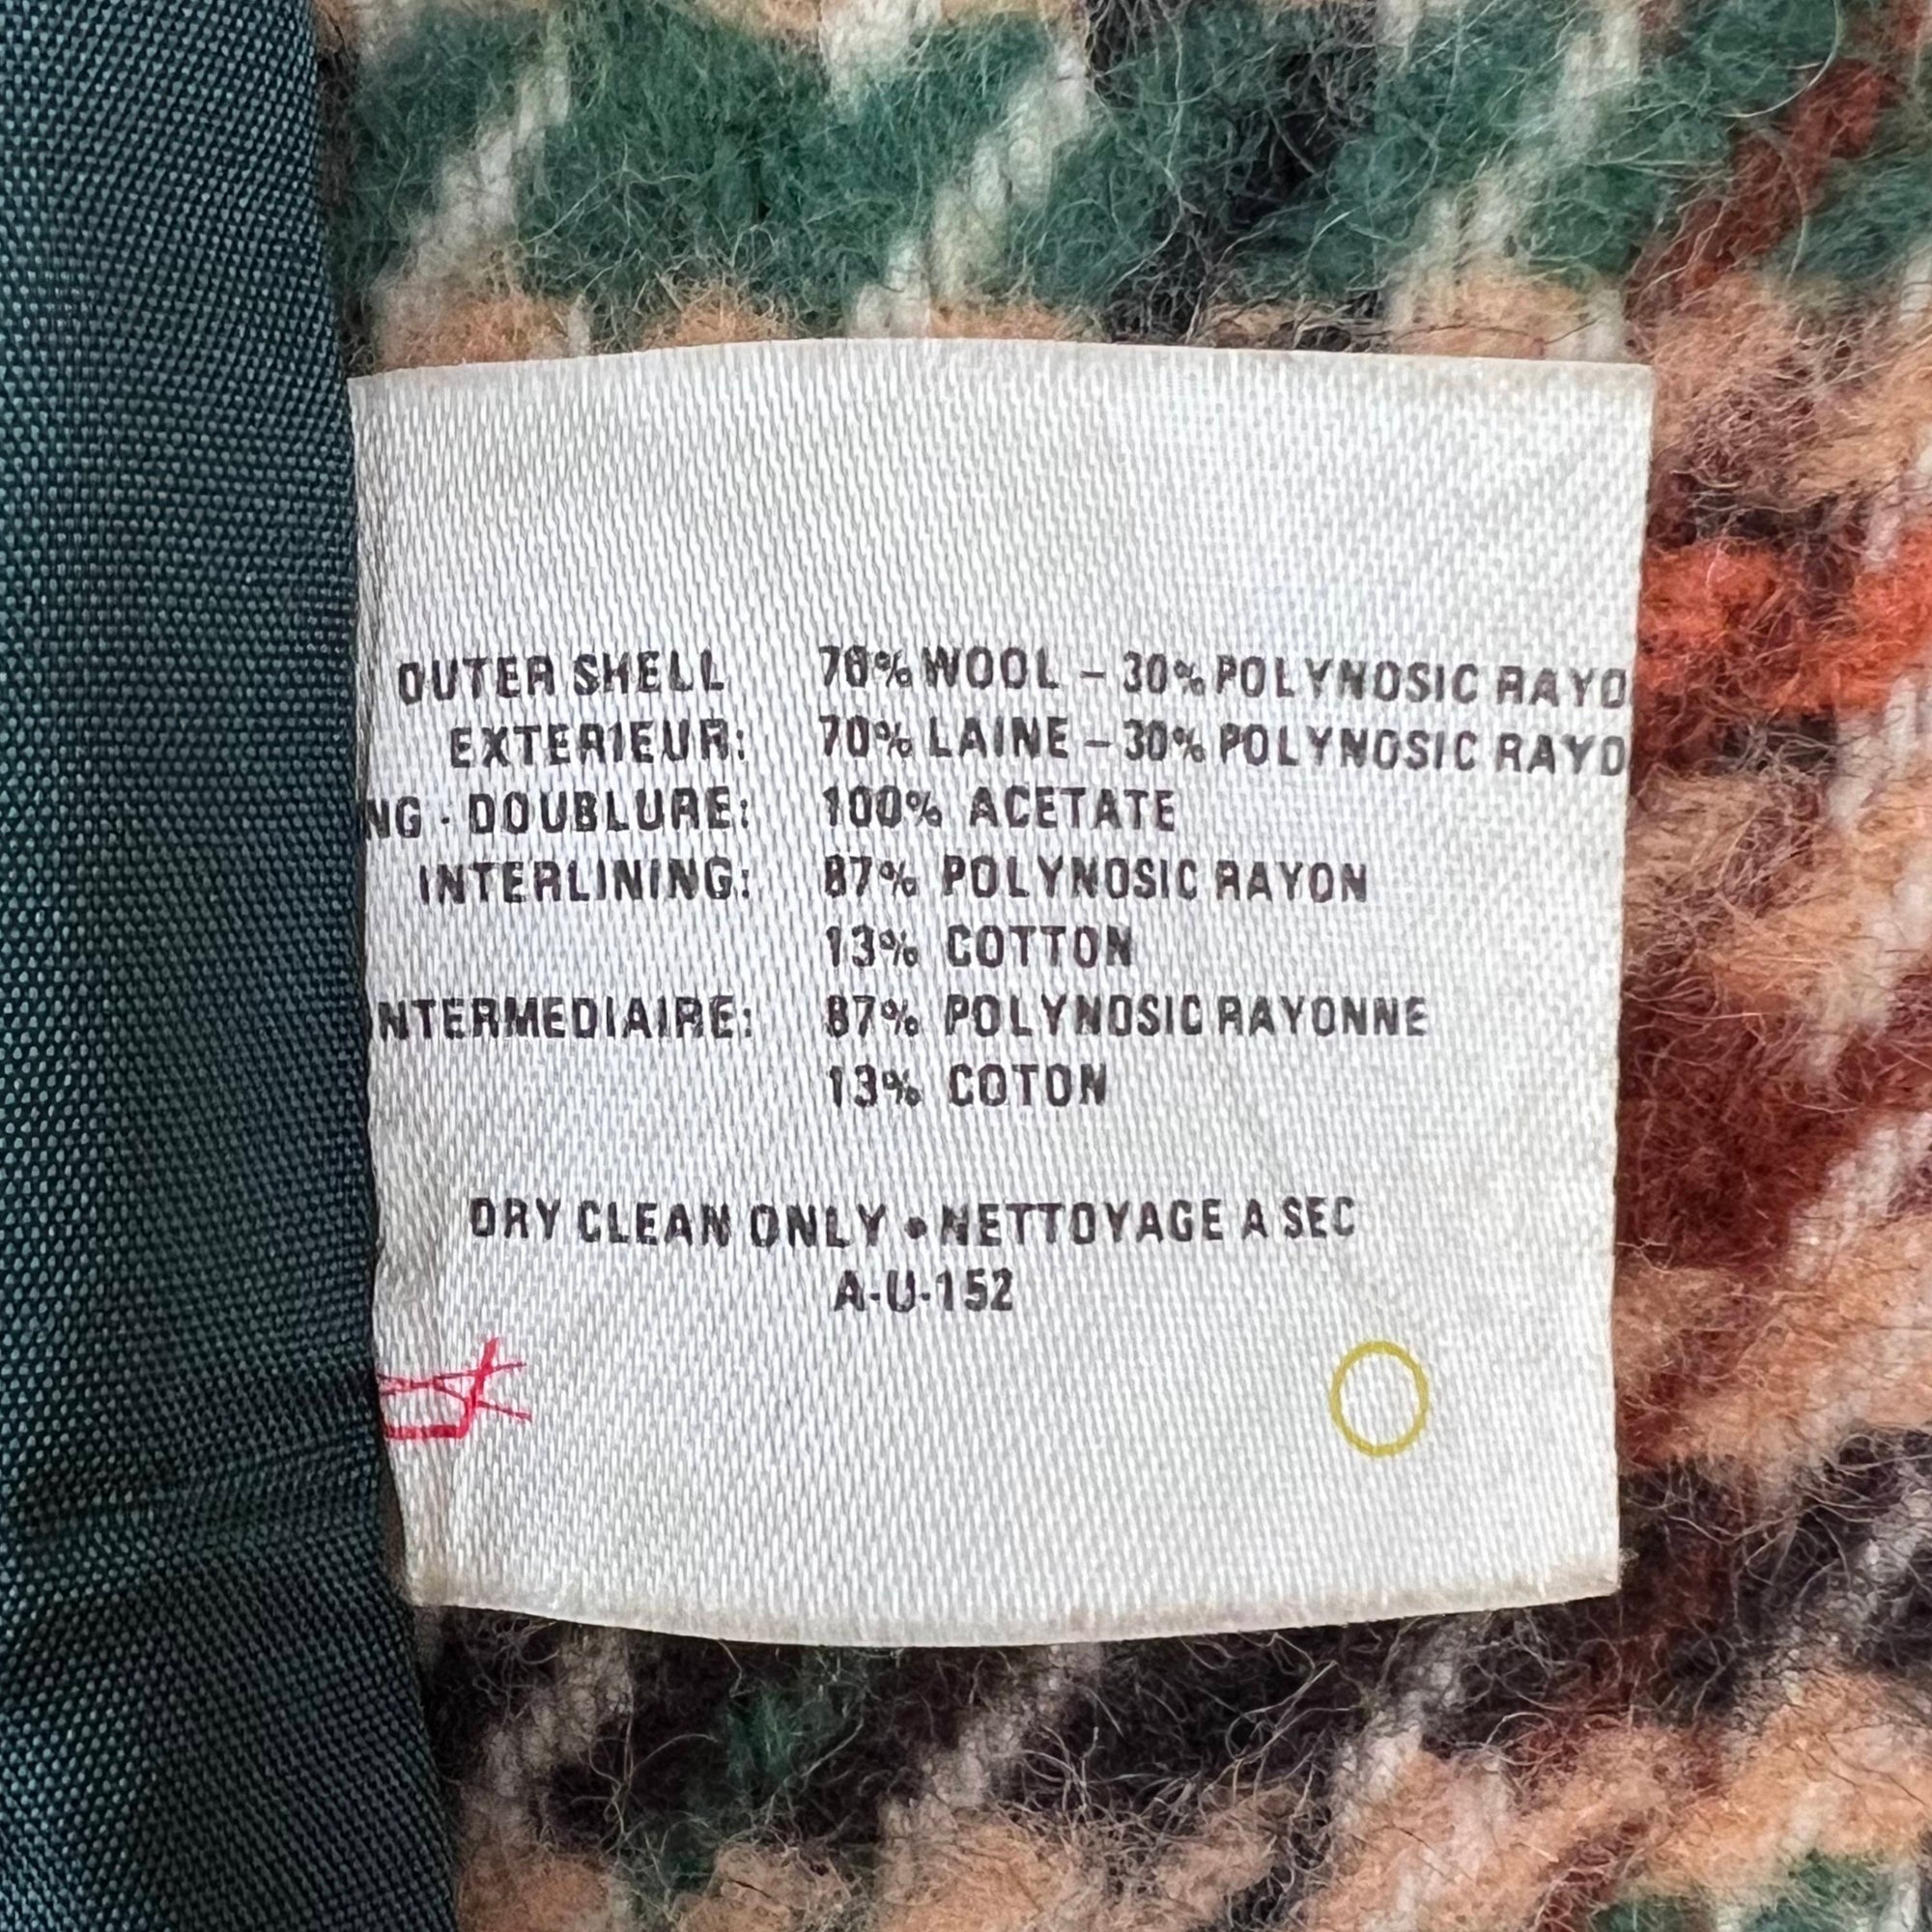 OUTER SHELL 70% WOOL – 30% POLYNOSIC RAYO
EXTERIEUR: 70% LAINE – 30% POLYNOSIC RAYO
NG · DOUBLURE: 100% ACETATE
INTERLINING: 87% POLYNOSIC RAYON
13% COTTON
NTERMEDIAIRE: 87% POLYNOSIC RAYONNE
13% COTON
DRY CLEAN ONLY • NETTOYAGE A SEC
A-U-152